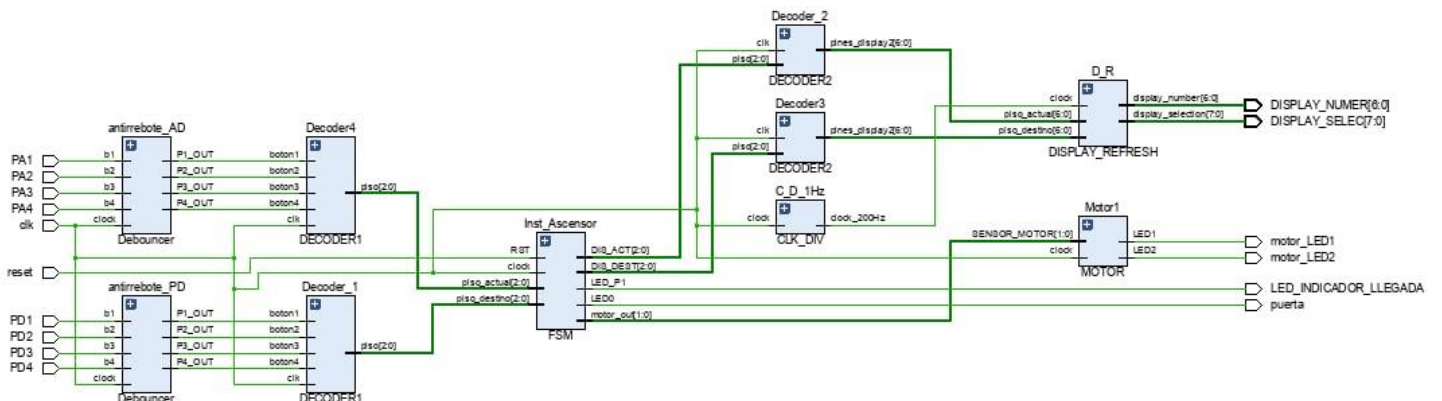 Decoder_2
clk
piso[2:0]
pines_display2[6:0]
DECODER2
D_R
clock
piso_actual[6:0]
piso_destino[6:0]
display_number[6:0]
display_selection[7:0]
DISPLAY_REFRESH
DISPLAY_NUMER[6:0]
DISPLAY_SELEC[7:0]
Decoder3
clk
piso[2:0]
pines_display2[6:0]
DECODER2
C_D_1Hz
clock
clock_200Hz
CLK_DIV
Motor1
SENSOR_MOTOR[1:0]
clock
LED1
LED2
MOTOR
motor_LED1
motor_LED2
LED_INDICADOR_LLEGADA
puerta
antirrebote_AD
PA1
PA2
PA3
PA4
clk
b1
b2
b3
b4
clock
P1_OUT
P2_OUT
P3_OUT
P4_OUT
Debouncer
Decoder4
boton1
boton2
boton3
boton4
clk
piso[2:0]
DECODER1
Inst_Ascensor
RST
clock
piso_actual[2:0]
piso_destino[2:0]
DIS_ACT[2:0]
DIS_DEST[2:0]
LED_P1
LED0
motor_out[1:0]
FSM
reset
antirrebote_PD
PD1
PD2
PD3
PD4
b1
b2
b3
b4
clock
P1_OUT
P2_OUT
P3_OUT
P4_OUT
Debouncer
Decoder_1
boton1
boton2
boton3
boton4
clk
piso[2:0]
DECODER1